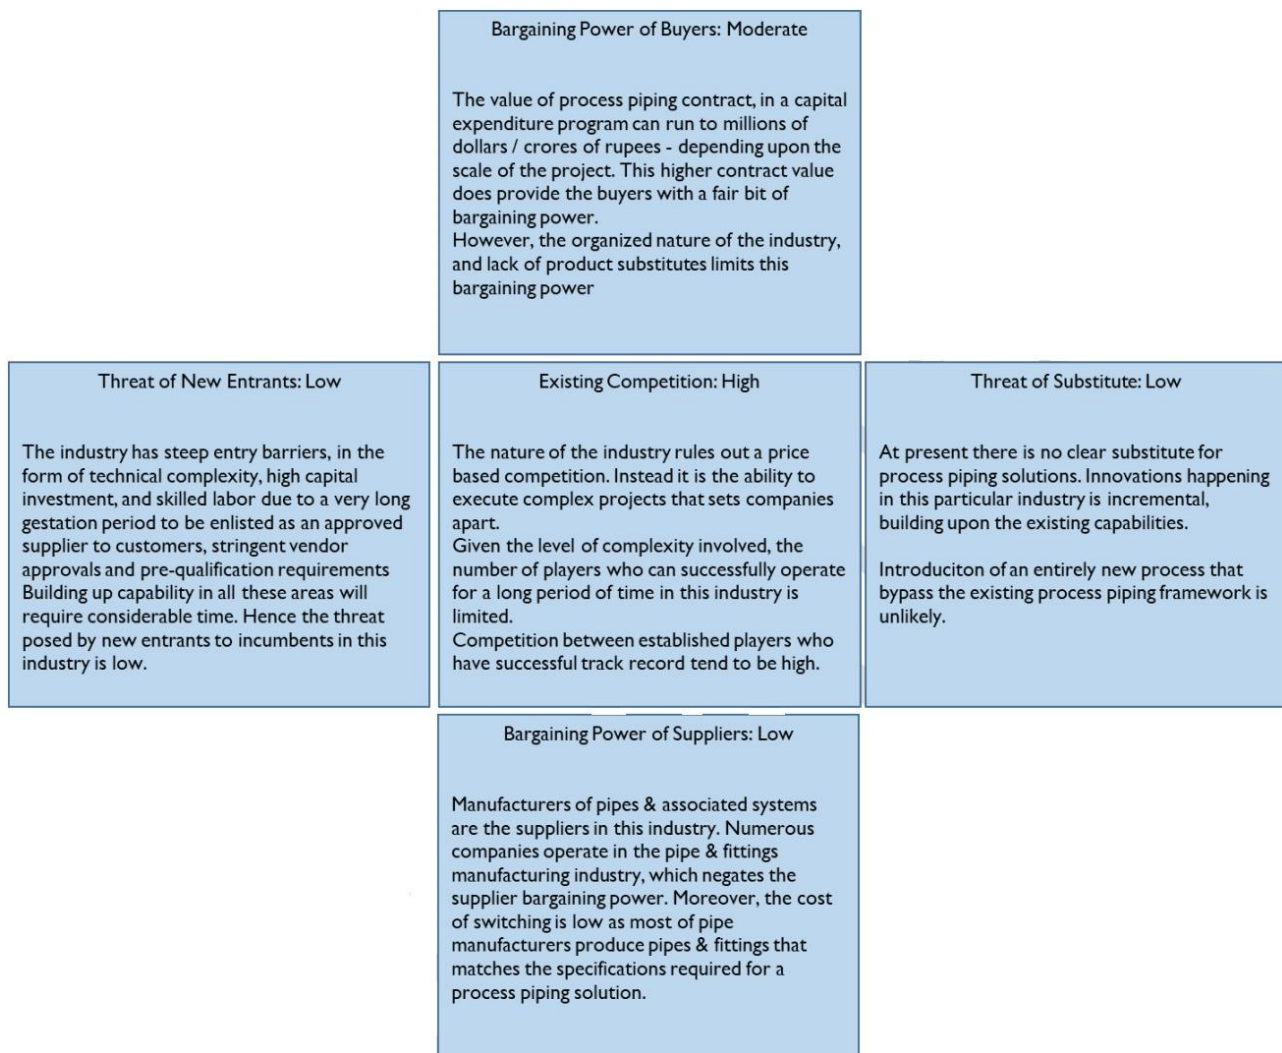 Bargaining Power of Buyers: Moderate
The value of process piping contract, in a capital
expenditure program can run to millions of
dollars / crores of rupees - depending upon the
scale of the project. This higher contract value
does provide the buyers with a fair bit of
bargaining power.
However, the organized nature of the industry,
and lack of product substitutes limits this
bargaining power
Threat of New Entrants: Low
The industry has steep entry barriers, in the
form of technical complexity, high capital
investment, and skilled labor due to a very long
gestation period to be enlisted as an approved
supplier to customers, stringent vendor
approvals and pre-qualification requirements
Building up capability in all these areas will
require considerable time. Hence the threat
posed by new entrants to incumbents in this
industry is low.
Existing Competition: High
The nature of the industry rules out a price
based competition. Instead it is the ability to
execute complex projects that sets companies
apart.
Given the level of complexity involved, the
number of players who can successfully operate
for a long period of time in this industry is
limited.
Competition between established players who
have successful track record tend to be high.
Threat of Substitute: Low
At present there is no clear substitute for
process piping solutions. Innovations happening
in this particular industry is incremental,
building upon the existing capabilities.
Introduciton of an entirely new process that
bypass the existing process piping framework is
unlikely.
Bargaining Power of Suppliers: Low
Manufacturers of pipes & associated systems
are the suppliers in this industry. Numerous
companies operate in the pipe & fittings
manufacturing industry, which negates the
supplier bargaining power. Moreover, the cost
of switching is low as most of pipe
manufacturers produce pipes & fittings that
matches the specifications required for a
process piping solution.